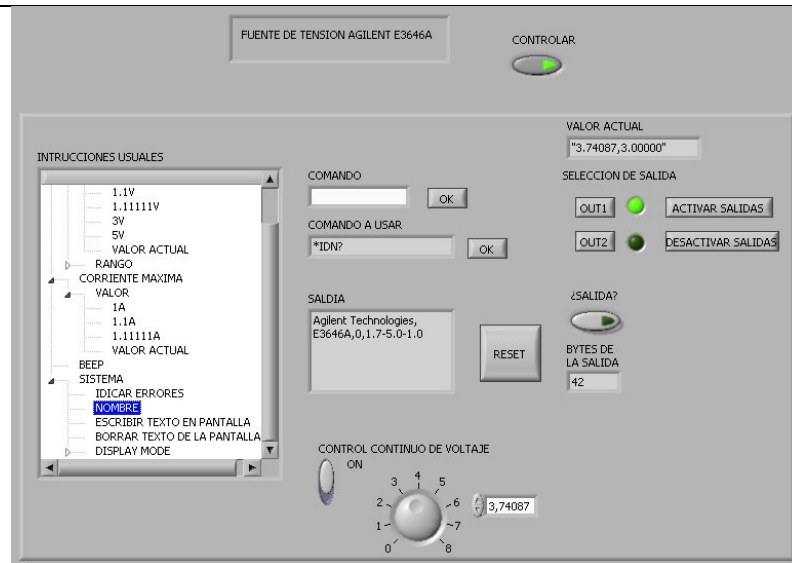 FUENTE DE TENSION AGILENT E3646A
CONTROLAR
VALOR ACTUAL
"3.74087,3.00000"
INTRUCCIONES USUALES
1.1V
1.11111V
3V
5V
VALOR ACTUAL
RANGO
CORRIENTE MAXIMA
VALOR
1A
1.1A
1.11111A
VALOR ACTUAL
BEEP
SISTEMA
IDICAR ERRORES
NOMBRE
ESCRIBIR TEXTO EN PANTALLA
BORRAR TEXTO DE LA PANTALLA
DISPLAY MODE
COMANDO
OK
COMANDO A USAR
*IDN?
OK
SALDIA
Agilent Technologies,
E3646A,0,1.7-5.0-1.0
RESET
SELECCION DE SALIDA
OUT1
ACTIVAR SALIDAS
OUT2
DESACTIVAR SALIDAS
¿SALIDA?
BYTES DE
LA SALIDA
42
CONTROL CONTINUO DE VOLTAJE
ON
0 1 2 3 4 5 6 7 8
3,74087